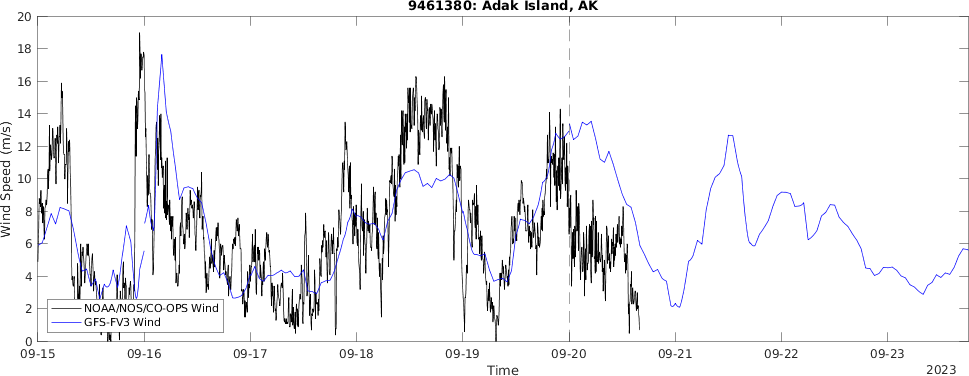 9461380: Adak Island, AK
Wind Speed (m/s)
20
18
16
14
12
10
8
6
4
2
0
NOAA/NOS/CO-OPS Wind
GFS-FV3 Wind
09-15 09-16 09-17 09-18 09-19 09-20 09-21 09-22 09-23
Time
2023